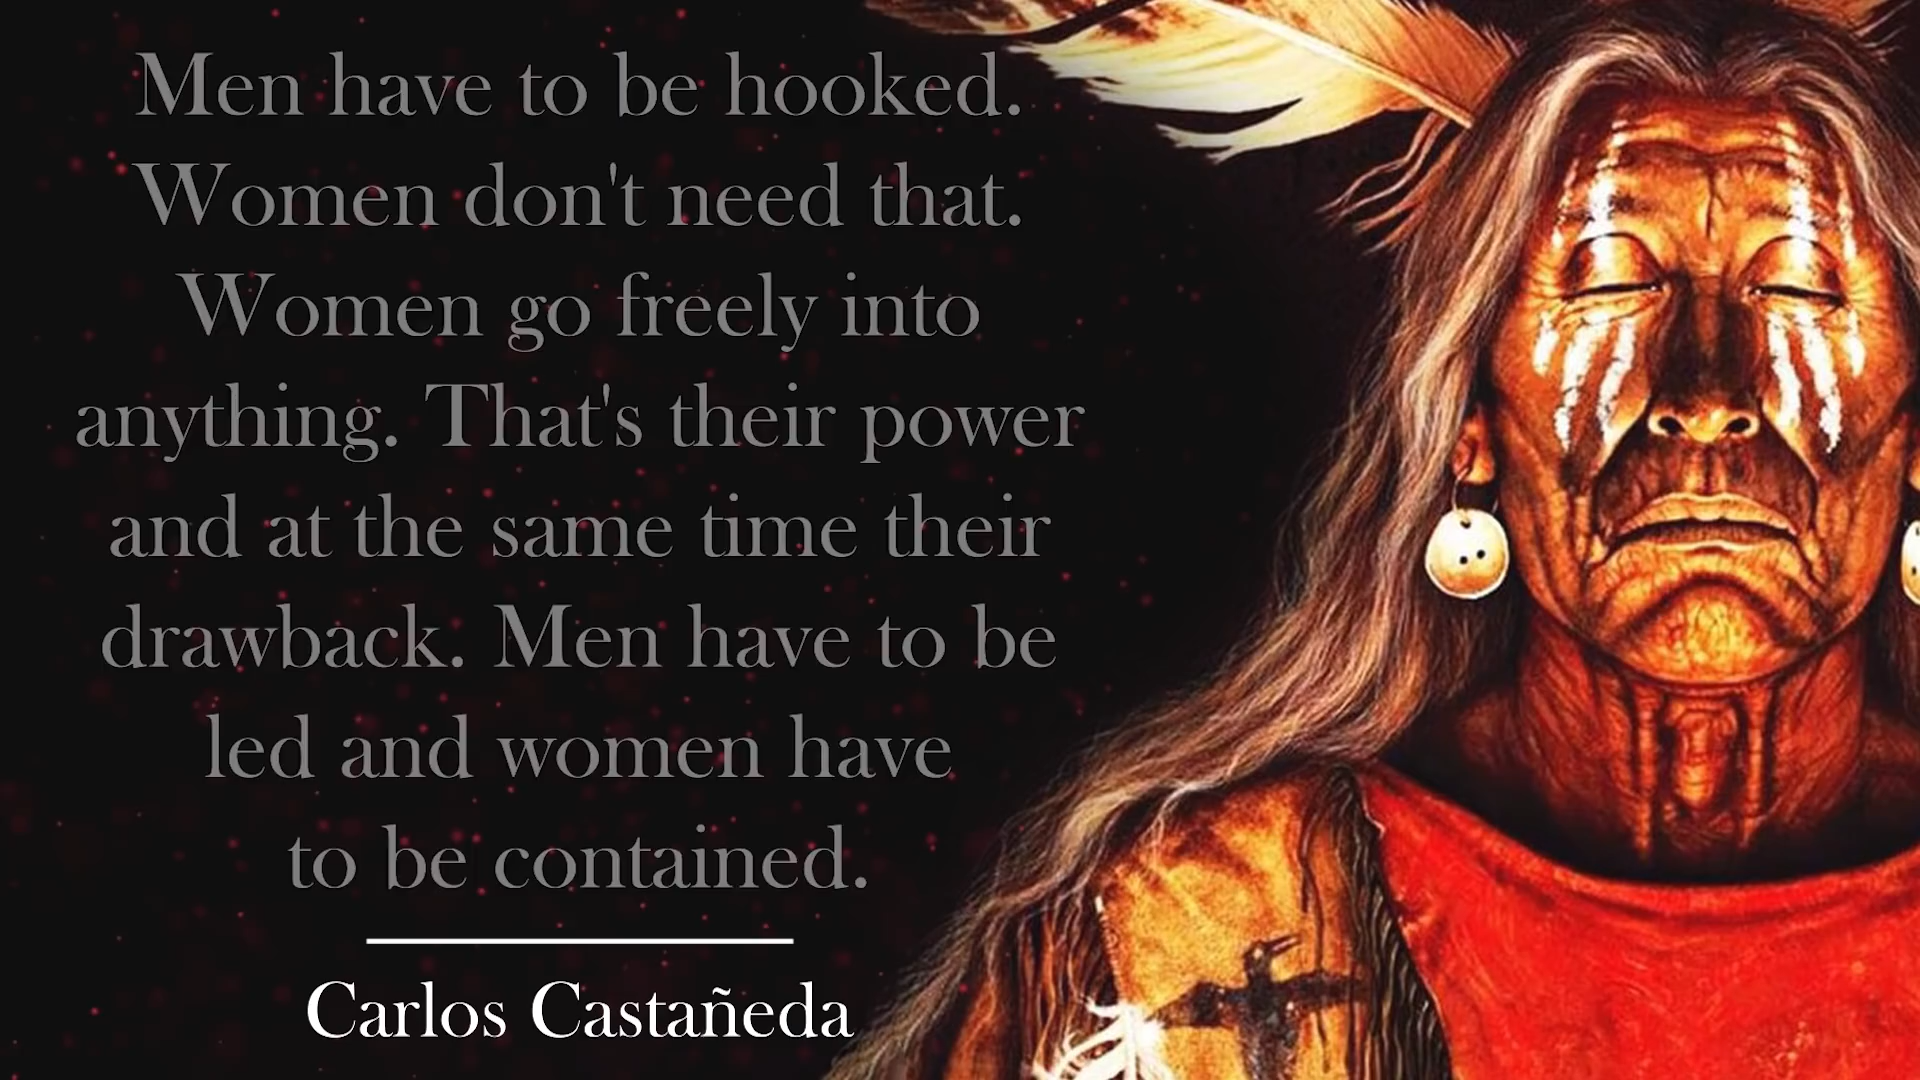 Men have to be hooked.
Women don't need that.
Women go freely into
anything. That's their power
and at the same time their
drawback. Men have to be
led and women have
to be contained.
Carlos Castañeda